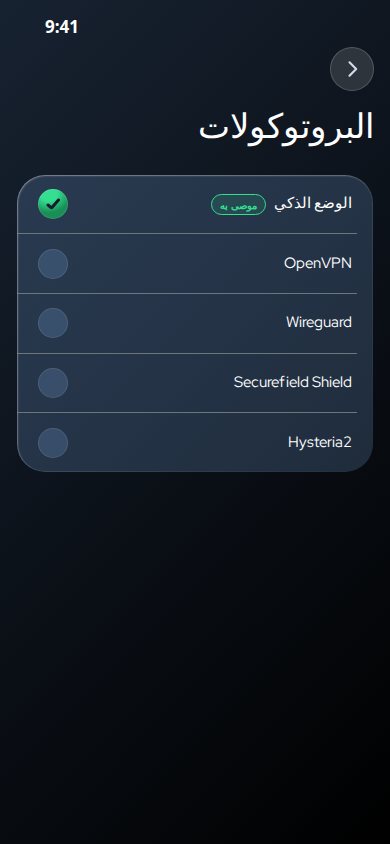 9:41
البروتوكولات
الوضع الذكي موصى به
OpenVPN
Wireguard
Securefield Shield
Hysteria2